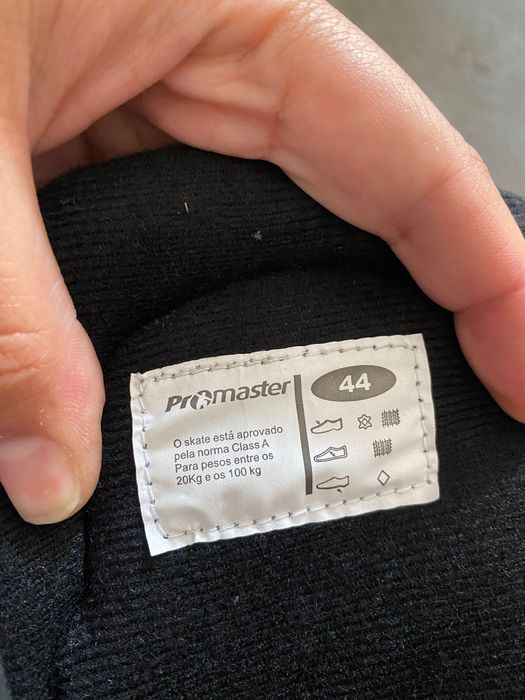 Promaster
O skate está aprovado
pela norma Class A
Para pesos entre os
20Kg e os 100 kg
44